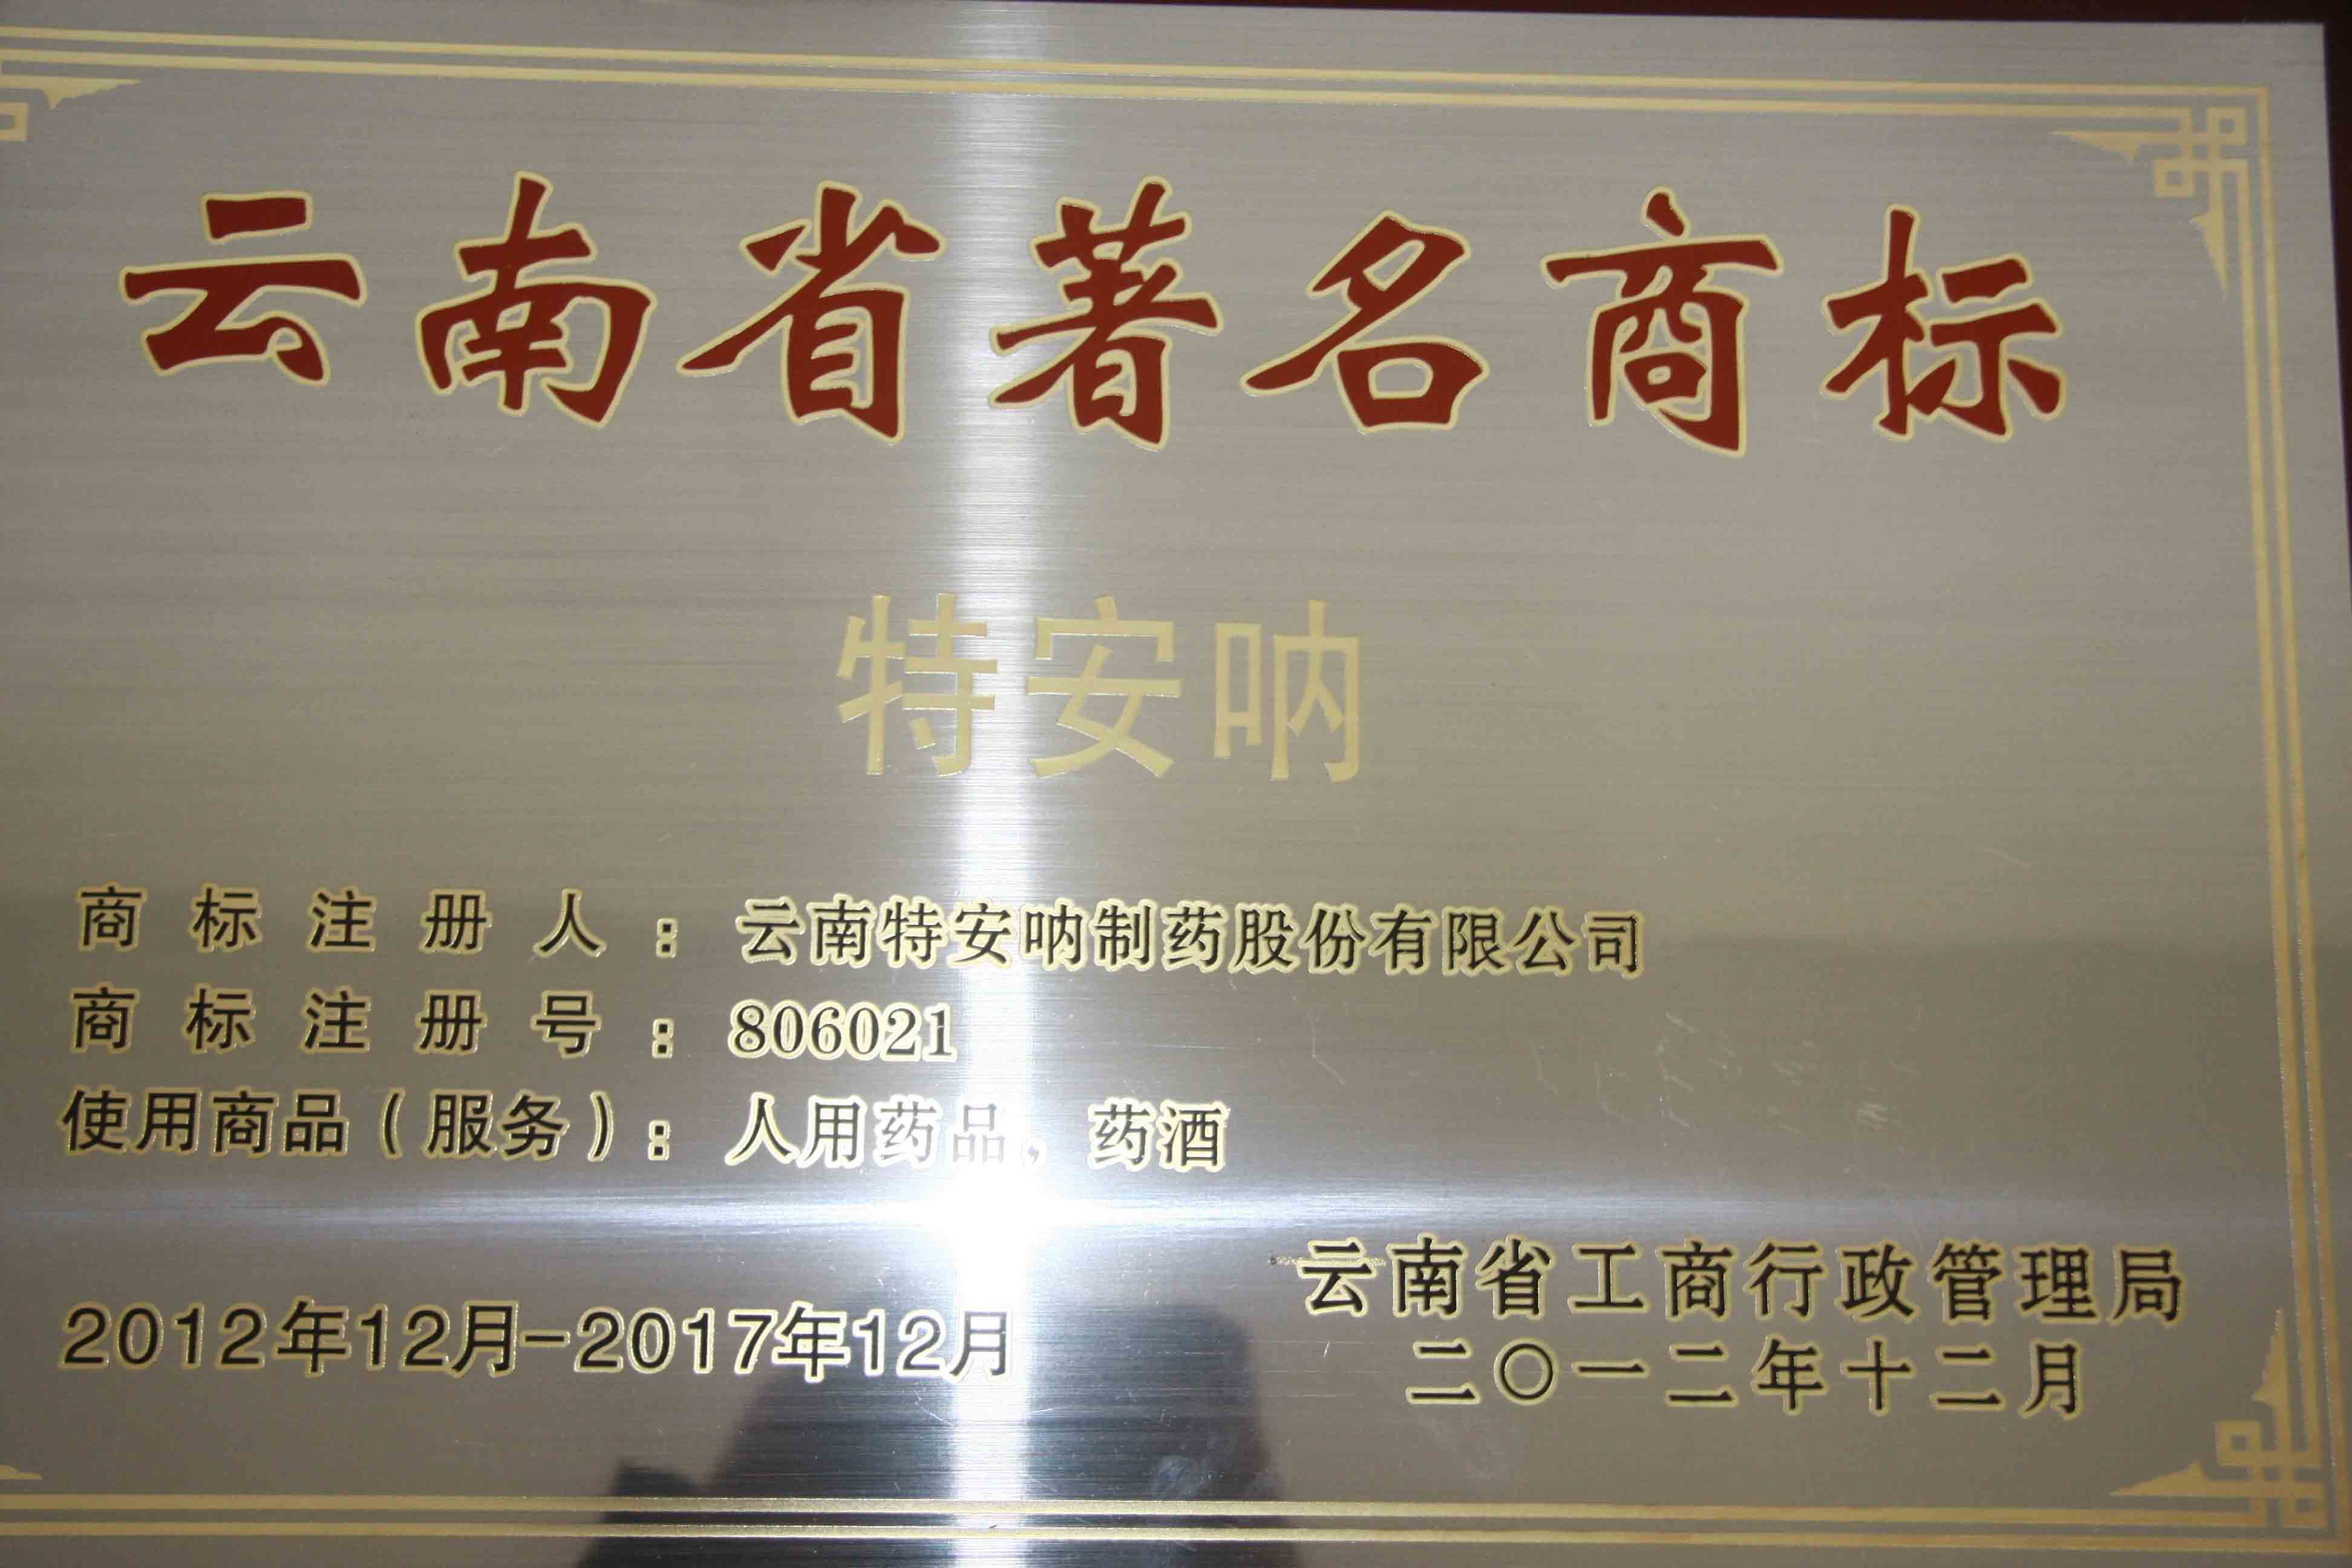 云南省著名商标
特安呐
商标注册人：云南特安呐制药股份有限公司
商标注册号：806021
使用商品（服务）：人用药品，药酒
云南省工商行政管理局
2012年12月-2017年12月
二〇一二年十二月